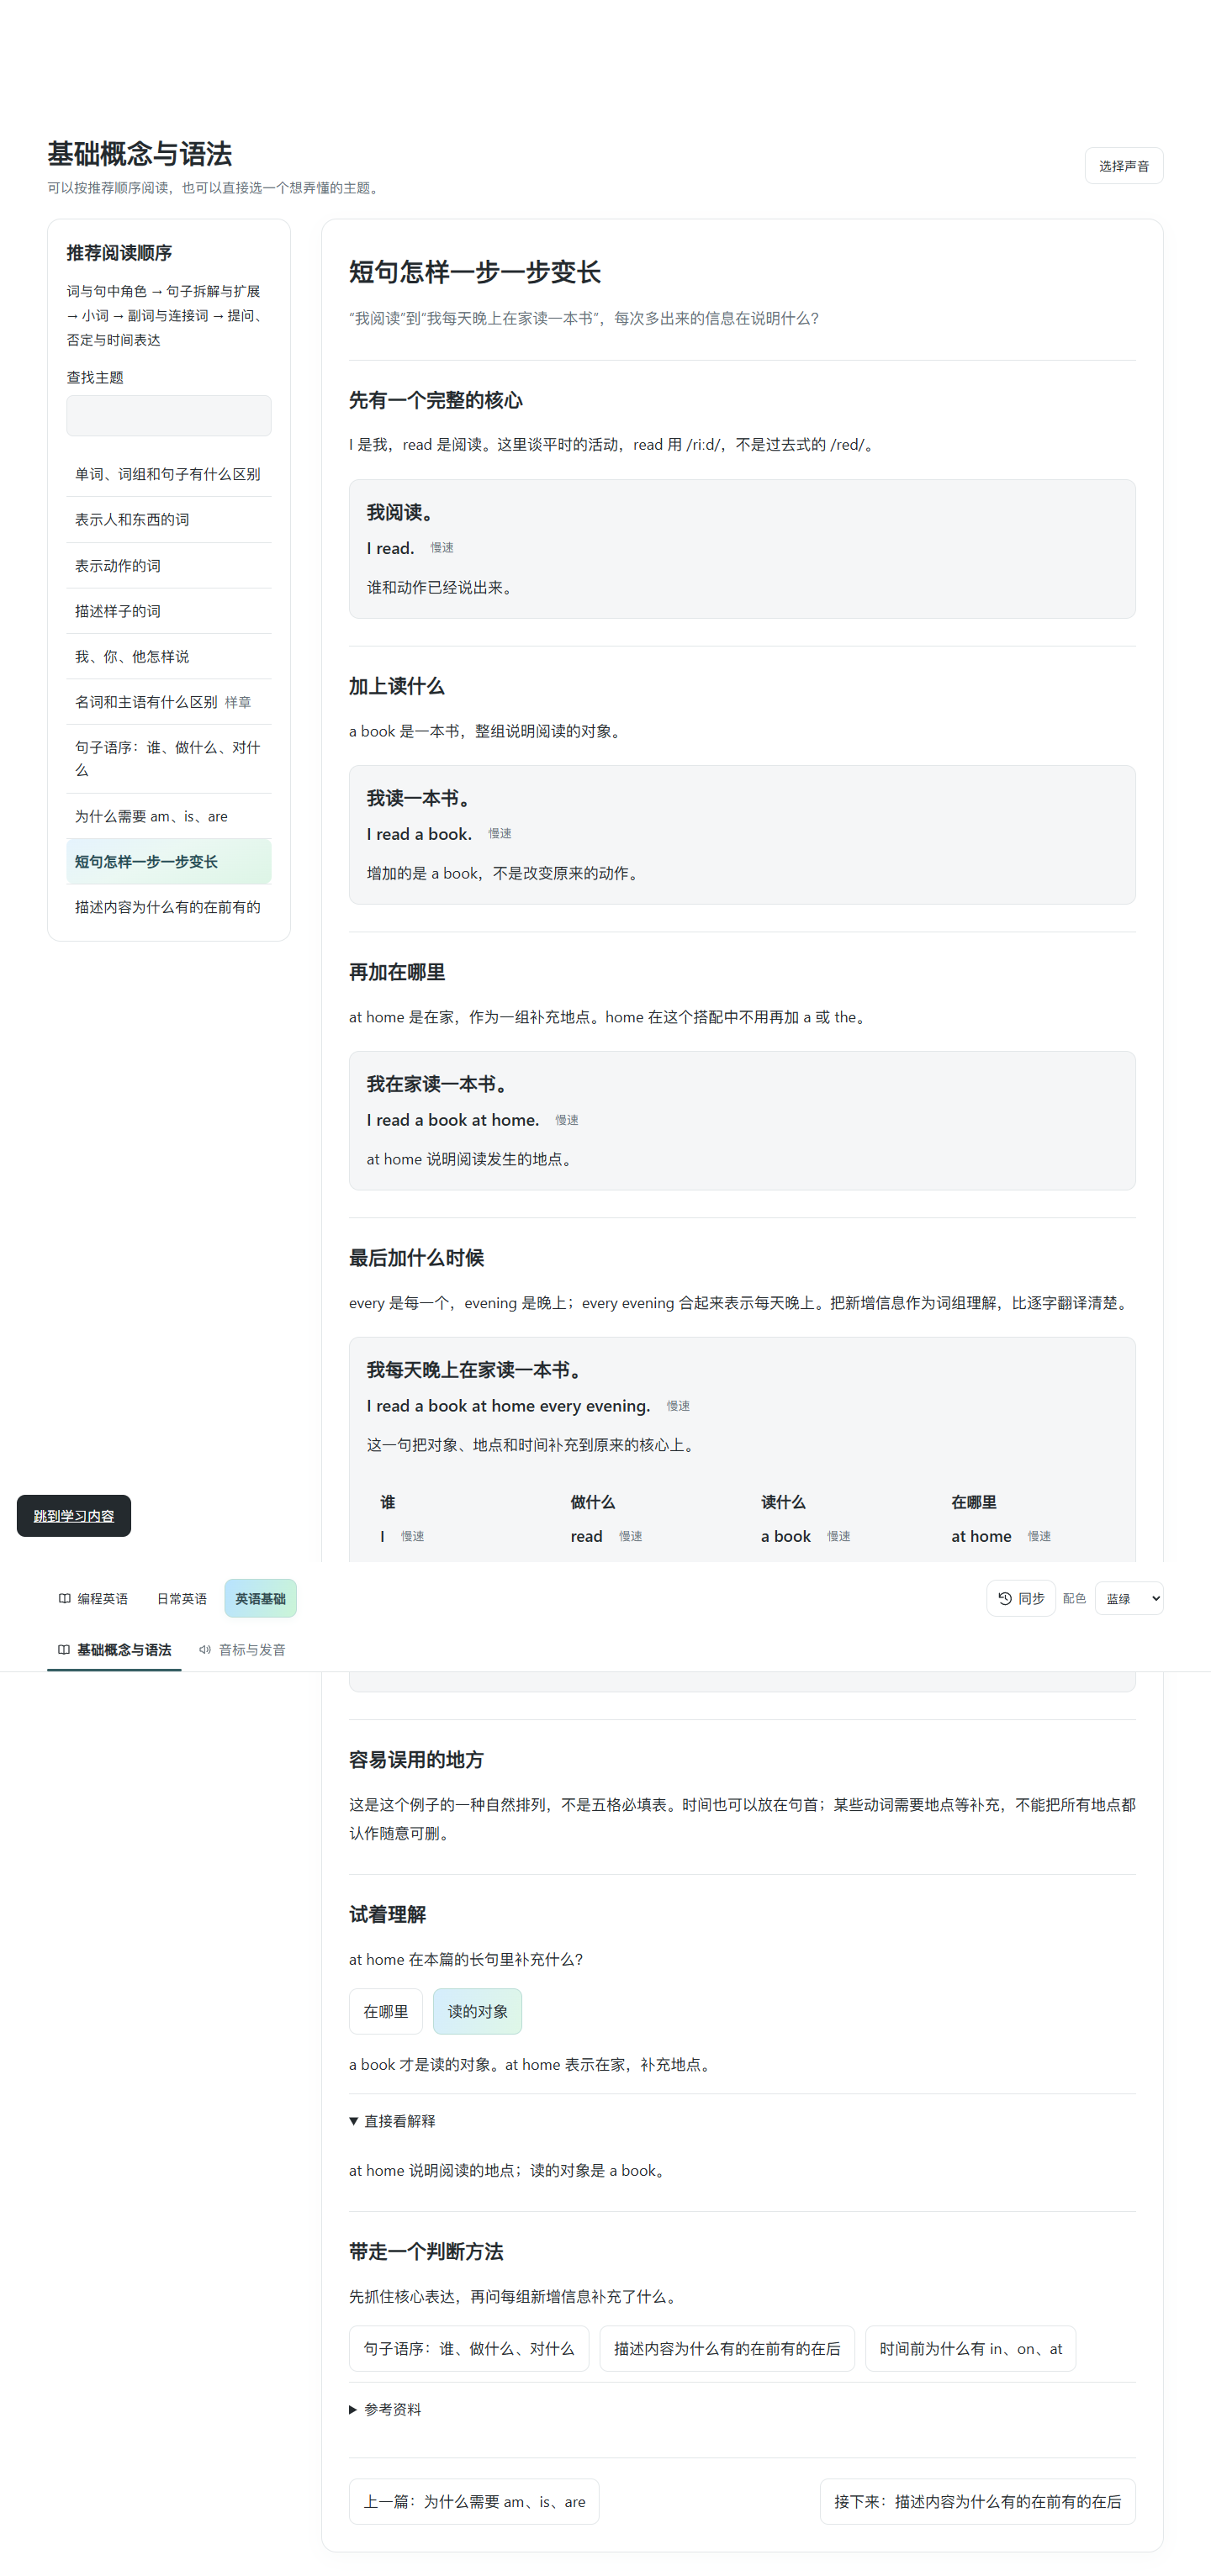 基础概念与语法
可以按推荐顺序阅读，也可以直接选一个想弄懂的主题。
选择声音
推荐阅读顺序
词与句中角色 → 句子拆解与扩展
→ 小词 → 副词与连接词 → 提问、
否定与时间表达
查找主题
单词、词组和句子有什么区别
表示人和东西的词
表示动作的词
描述样子的词
我、你、他怎样说
名词和主语有什么区别 样章
句子语序：谁、做什么、对什
么
为什么需要 am、is、are
短句怎样一步一步变长
描述内容为什么有的在前有的
短句怎样一步一步变长
“我阅读”到“我每天晚上在家读一本书”，每次多出来的信息在说明什么？
先有一个完整的核心
I 是我，read 是阅读。这里谈平时的活动，read 用 /riːd/，不是过去式的 /red/。
我阅读。
I read. 慢速
谁和动作已经说出来。
加上读什么
a book 是一本书，整组说明阅读的对象。
我读一本书。
I read a book. 慢速
增加的是 a book，不是改变原来的动作。
再加在哪里
at home 是在家，作为一组补充地点。home 在这个搭配中不用再加 a 或 the。
我在家读一本书。
I read a book at home. 慢速
at home 说明阅读发生的地点。
最后加什么时候
every 是每一个，evening 是晚上；every evening 合起来表示每天晚上。把新增信息作为词组理解，比逐字翻译清楚。
我每天晚上在家读一本书。
I read a book at home every evening. 慢速
这一句把对象、地点和时间补充到原来的核心上。
谁 做什么 读什么 在哪里
I 慢速 read 慢速 a book 慢速 at home 慢速
跳到学习内容
编程英语 日常英语 英语基础 同步 配色 蓝绿
基础概念与语法 音标与发音
容易误用的地方
这是这个例子的一种自然排列，不是五格必填表。时间也可以放在句首；某些动词需要地点等补充，不能把所有地点都
认作随意可删。
试着理解
at home 在本篇的长句里补充什么？
在哪里 读的对象
a book 才是读的对象。at home 表示在家，补充地点。
直接看解释
at home 说明阅读的地点；读的对象是 a book。
带走一个判断方法
先抓住核心表达，再问每组新增信息补充了什么。
句子语序：谁、做什么、对什么 描述内容为什么有的在前有的在后 时间前为什么有 in、on、at
参考资料
上一篇：为什么需要 am、is、are 接下来：描述内容为什么有的在前有的在后